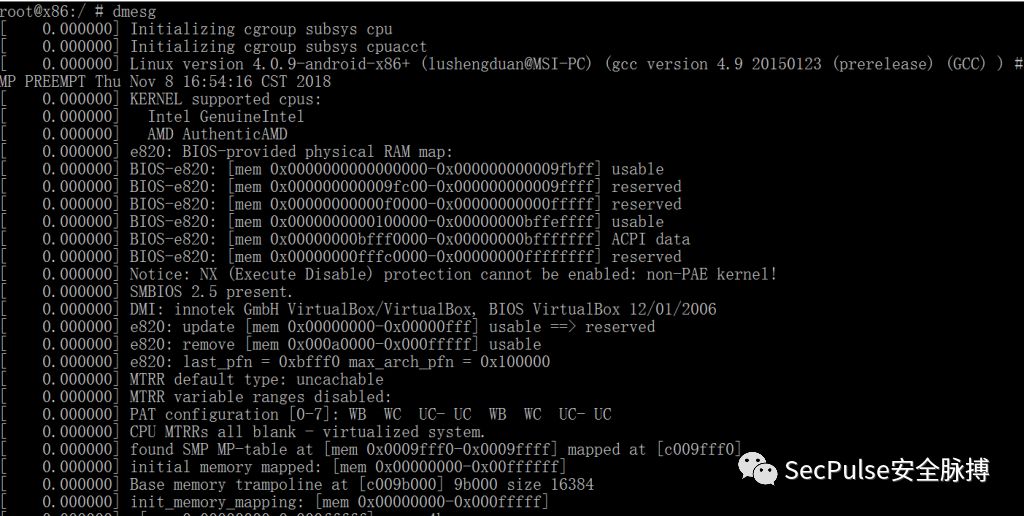 root@x86:/ # dmesg
[    0.000000] Initializing cgroup subsys cpu
[    0.000000] Initializing cgroup subsys cpuacct
[    0.000000] Linux version 4.0.9-android-x86+ (lushengduan@MSI-PC) (gcc version 4.9 20150123 (prerelease) (GCC) ) #
MP PREEMPT Thu Nov 8 16:54:16 CST 2018
[    0.000000] KERNEL supported cpus:
[    0.000000]   Intel GenuineIntel
[    0.000000]   AMD AuthenticAMD
[    0.000000] e820: BIOS-provided physical RAM map:
[    0.000000] BIOS-e820: [mem 0x0000000000000000-0x000000000009fbff] usable
[    0.000000] BIOS-e820: [mem 0x000000000009fc00-0x000000000009ffff] reserved
[    0.000000] BIOS-e820: [mem 0x00000000000f0000-0x00000000000fffff] reserved
[    0.000000] BIOS-e820: [mem 0x0000000000100000-0x00000000bffeffff] usable
[    0.000000] BIOS-e820: [mem 0x00000000bfff0000-0x00000000bfffffff] ACPI data
[    0.000000] BIOS-e820: [mem 0x00000000fffc0000-0x00000000ffffffff] reserved
[    0.000000] Notice: NX (Execute Disable) protection cannot be enabled: non-PAE kernel!
[    0.000000] SMBIOS 2.5 present.
[    0.000000] DMI: innotek GmbH VirtualBox/VirtualBox, BIOS VirtualBox 12/01/2006
[    0.000000] e820: update [mem 0x00000000-0x00000fff] usable ==> reserved
[    0.000000] e820: remove [mem 0x000a0000-0x000fffff] usable
[    0.000000] e820: last_pfn = 0xbfff0 max_arch_pfn = 0x100000
[    0.000000] MTRR default type: uncachable
[    0.000000] MTRR variable ranges disabled:
[    0.000000] PAT configuration [0-7]: WB  WC  UC- UC  WB  WC  UC- UC
[    0.000000] CPU MTRRs all blank - virtualized system.
[    0.000000] found SMP MP-table at [mem 0x0009fff0-0x0009ffff] mapped at [c009fff0]
[    0.000000] initial memory mapped: [mem 0x00000000-0x00ffffff]
[    0.000000] Base memory trampoline at [c009b000] 9b000 size 16384
[    0.000000] init_memory_mapping: [mem 0x00000000-0x000fffff]
SecPulse安全脉搏